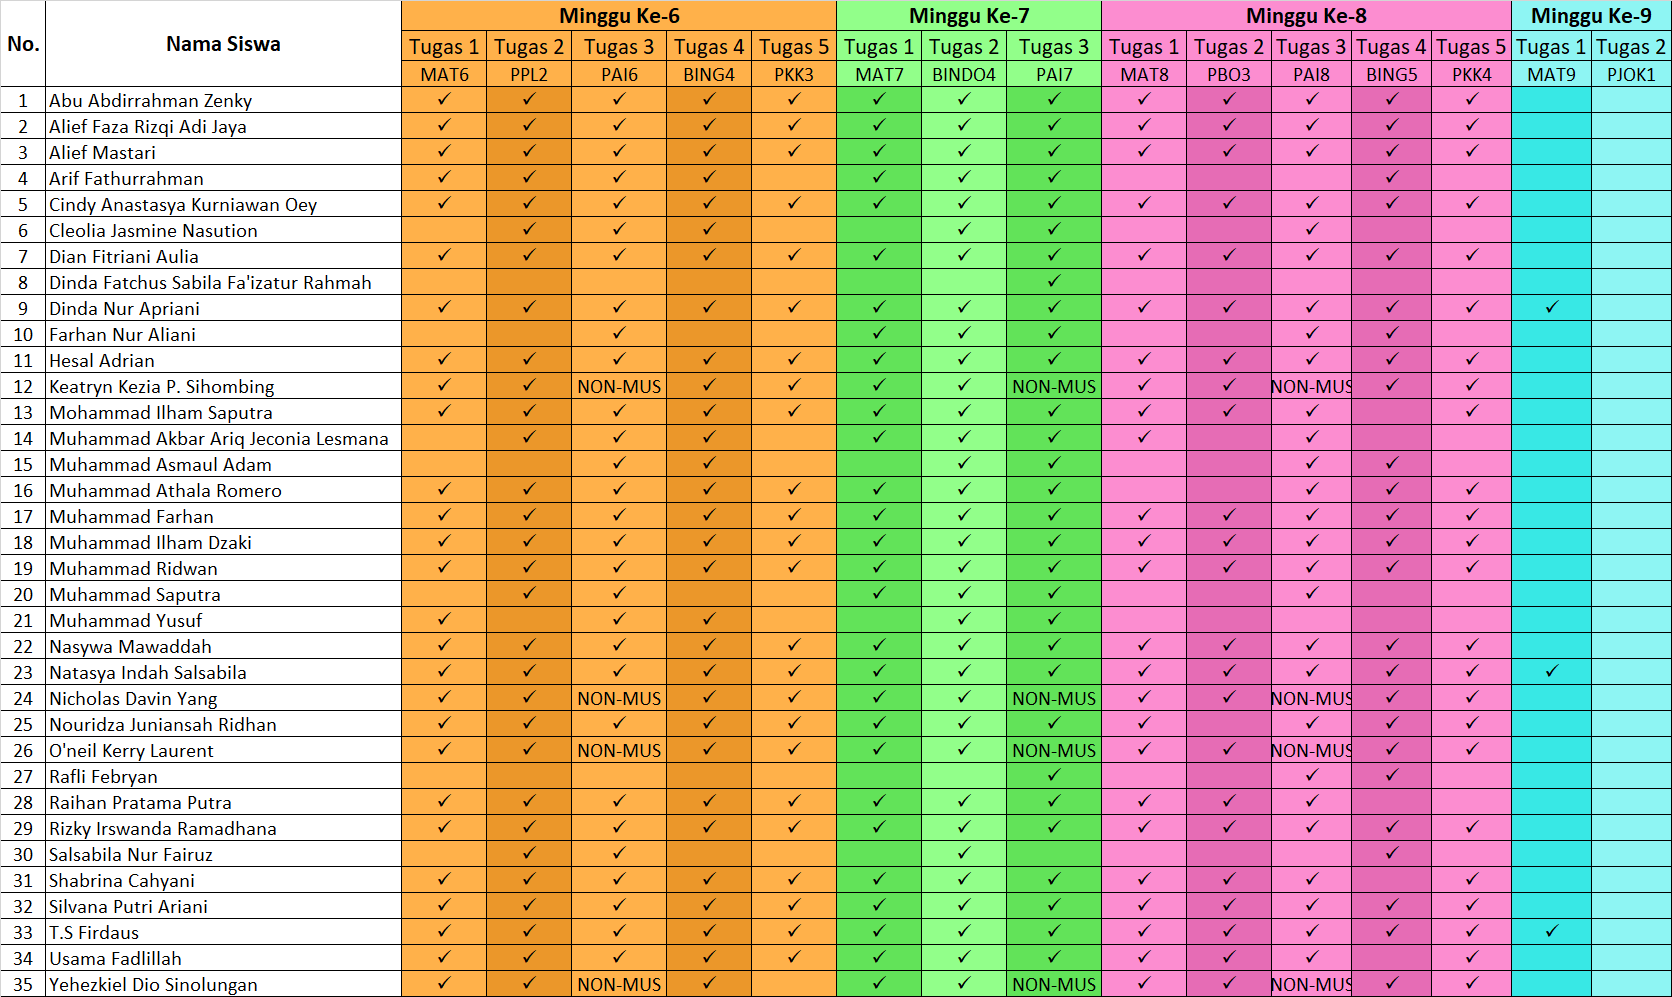 No. Nama Siswa Minggu Ke-6 Minggu Ke-7 Minggu Ke-8 Minggu Ke-9
Tugas 1 Tugas 2 Tugas 3 Tugas 4 Tugas 5 Tugas 1 Tugas 2 Tugas 3 Tugas 1 Tugas 2 Tugas 3 Tugas 4 Tugas 5 Tugas 1 Tugas 2
MAT6 PPL2 PAI6 BING4 PKK3 MAT7 BINDO4 PAI7 MAT8 PBO3 PAI8 BING5 PKK4 MAT9 PJOK1
1 Abu Abdirrahman Zenky ✓ ✓ ✓ ✓ ✓ ✓ ✓ ✓ ✓ ✓ ✓ ✓ ✓
2 Alief Faza Rizqi Adi Jaya ✓ ✓ ✓ ✓ ✓ ✓ ✓ ✓ ✓ ✓ ✓ ✓ ✓
3 Alief Mastari ✓ ✓ ✓ ✓ ✓ ✓ ✓ ✓ ✓ ✓ ✓ ✓ ✓
4 Arif Fathurrahman ✓ ✓ ✓ ✓ ✓ ✓ ✓ ✓
5 Cindy Anastasya Kurniawan Oey ✓ ✓ ✓ ✓ ✓ ✓ ✓ ✓ ✓ ✓ ✓ ✓ ✓
6 Cleolia Jasmine Nasution ✓ ✓ ✓ ✓ ✓
7 Dian Fitriani Aulia ✓ ✓ ✓ ✓ ✓ ✓ ✓ ✓ ✓ ✓ ✓ ✓ ✓
8 Dinda Fatchus Sabila Fa'izatur Rahmah ✓
9 Dinda Nur Apriani ✓ ✓ ✓ ✓ ✓ ✓ ✓ ✓ ✓ ✓ ✓ ✓ ✓ ✓
10 Farhan Nur Aliani ✓ ✓ ✓ ✓ ✓ ✓
11 Hesal Adrian ✓ ✓ ✓ ✓ ✓ ✓ ✓ ✓ ✓ ✓ ✓ ✓ ✓
12 Keatryn Kezia P. Sihombing ✓ ✓ NON-MUS ✓ ✓ ✓ ✓ NON-MUS ✓ ✓ NON-MUS ✓ ✓
13 Mohammad Ilham Saputra ✓ ✓ ✓ ✓ ✓ ✓ ✓ ✓ ✓ ✓ ✓ ✓
14 Muhammad Akbar Ariq Jeconia Lesmana ✓ ✓ ✓ ✓ ✓ ✓ ✓ ✓
15 Muhammad Asmaul Adam ✓ ✓ ✓ ✓ ✓ ✓
16 Muhammad Athala Romero ✓ ✓ ✓ ✓ ✓ ✓ ✓ ✓ ✓ ✓ ✓
17 Muhammad Farhan ✓ ✓ ✓ ✓ ✓ ✓ ✓ ✓ ✓ ✓ ✓ ✓ ✓
18 Muhammad Ilham Dzaki ✓ ✓ ✓ ✓ ✓ ✓ ✓ ✓ ✓ ✓ ✓ ✓ ✓
19 Muhammad Ridwan ✓ ✓ ✓ ✓ ✓ ✓ ✓ ✓ ✓ ✓ ✓ ✓ ✓
20 Muhammad Saputra ✓ ✓ ✓ ✓ ✓ ✓
21 Muhammad Yusuf ✓ ✓ ✓ ✓ ✓
22 Nasywa Mawaddah ✓ ✓ ✓ ✓ ✓ ✓ ✓ ✓ ✓ ✓ ✓ ✓ ✓
23 Natasya Indah Salsabila ✓ ✓ ✓ ✓ ✓ ✓ ✓ ✓ ✓ ✓ ✓ ✓ ✓ ✓
24 Nicholas Davin Yang ✓ ✓ NON-MUS ✓ ✓ ✓ ✓ NON-MUS ✓ ✓ NON-MUS ✓ ✓
25 Nouridza Juniansah Ridhan ✓ ✓ ✓ ✓ ✓ ✓ ✓ ✓ ✓ ✓ ✓ ✓
26 O'neil Kerry Laurent ✓ ✓ NON-MUS ✓ ✓ ✓ ✓ NON-MUS ✓ ✓ NON-MUS ✓ ✓
27 Rafli Febryan ✓ ✓ ✓
28 Raihan Pratama Putra ✓ ✓ ✓ ✓ ✓ ✓ ✓ ✓ ✓ ✓ ✓
29 Rizky Irswanda Ramadhana ✓ ✓ ✓ ✓ ✓ ✓ ✓ ✓ ✓ ✓ ✓ ✓ ✓
30 Salsabila Nur Fairuz ✓ ✓ ✓ ✓
31 Shabrina Cahyani ✓ ✓ ✓ ✓ ✓ ✓ ✓ ✓ ✓ ✓ ✓ ✓
32 Silvana Putri Ariani ✓ ✓ ✓ ✓ ✓ ✓ ✓ ✓ ✓ ✓ ✓ ✓ ✓
33 T.S Firdaus ✓ ✓ ✓ ✓ ✓ ✓ ✓ ✓ ✓ ✓ ✓ ✓ ✓ ✓
34 Usama Fadlillah ✓ ✓ ✓ ✓ ✓ ✓ ✓ ✓ ✓ ✓ ✓ ✓
35 Yehezkiel Dio Sinolungan ✓ ✓ NON-MUS ✓ ✓ ✓ NON-MUS ✓ ✓ NON-MUS ✓ ✓